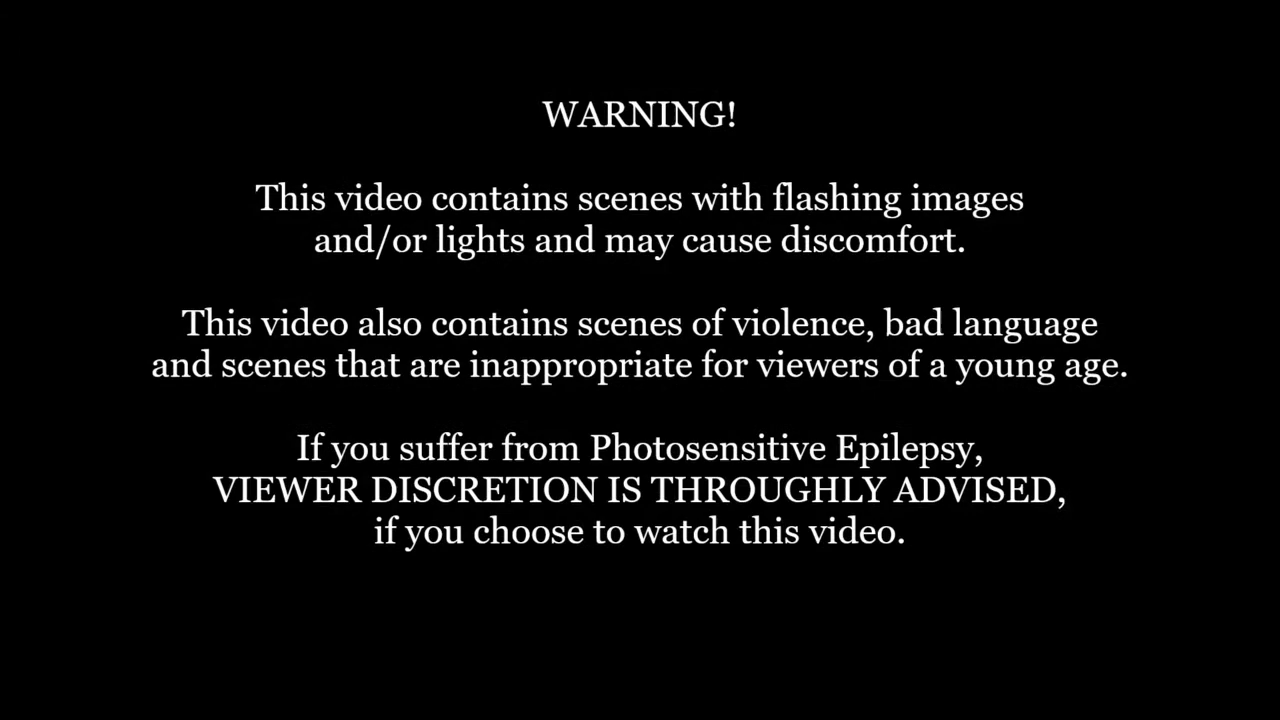 WARNING!
This video contains scenes with flashing images
and/or lights and may cause discomfort.
This video also contains scenes of violence, bad language
and scenes that are inappropriate for viewers of a young age.
If you suffer from Photosensitive Epilepsy,
VIEWER DISCRETION IS THROUGHLY ADVISED,
if you choose to watch this video.